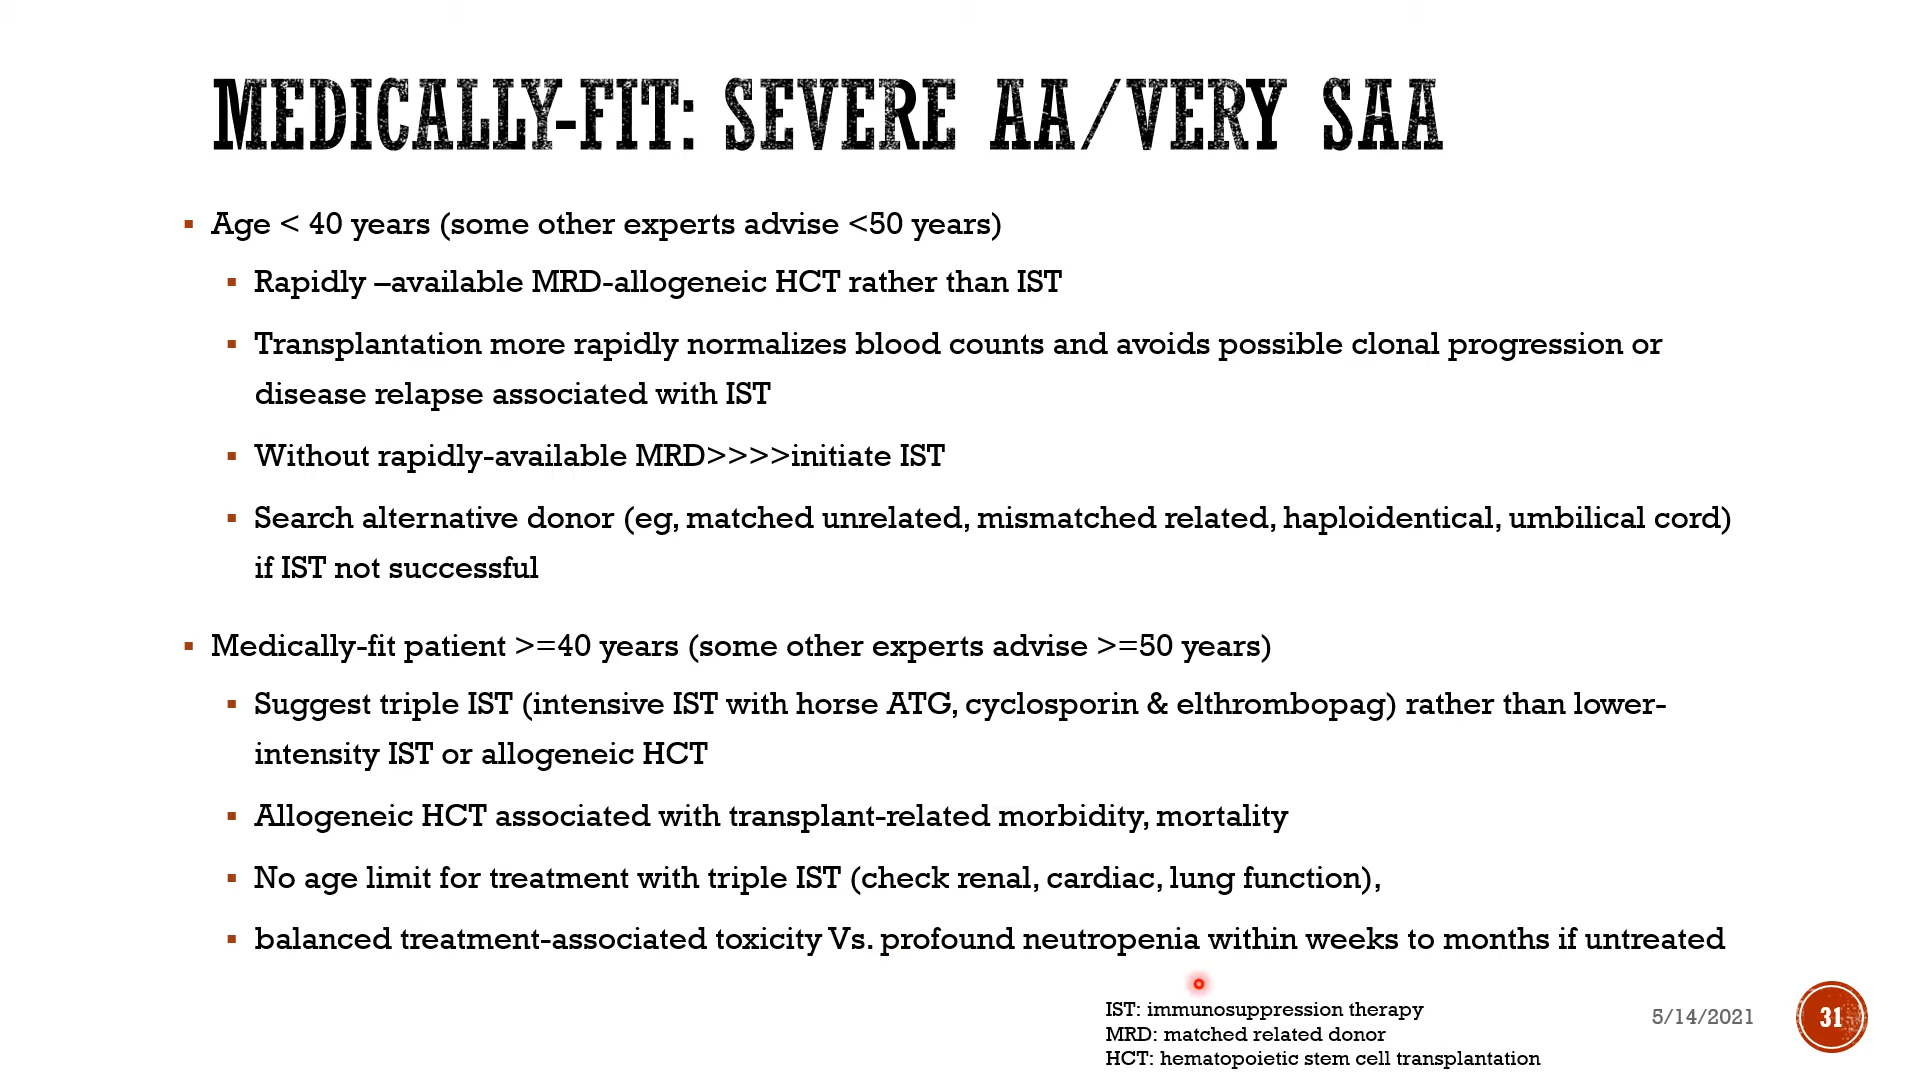 MEDICALLY-FIT: SEVERE AA/VERY SAA
Age < 40 years (some other experts advise <50 years)
Rapidly –available MRD-allogeneic HCT rather than IST
Transplantation more rapidly normalizes blood counts and avoids possible clonal progression or
disease relapse associated with IST
Without rapidly-available MRD>>>>initiate IST
Search alternative donor (eg, matched unrelated, mismatched related, haploidentical, umbilical cord)
if IST not successful
Medically-fit patient >=40 years (some other experts advise >=50 years)
Suggest triple IST (intensive IST with horse ATG, cyclosporin & elthrombopag) rather than lower-
intensity IST or allogeneic HCT
Allogeneic HCT associated with transplant-related morbidity, mortality
No age limit for treatment with triple IST (check renal, cardiac, lung function),
balanced treatment-associated toxicity Vs. profound neutropenia within weeks to months if untreated
IST: immunosuppression therapy
MRD: matched related donor
HCT: hematopoietic stem cell transplantation
5/14/2021
31